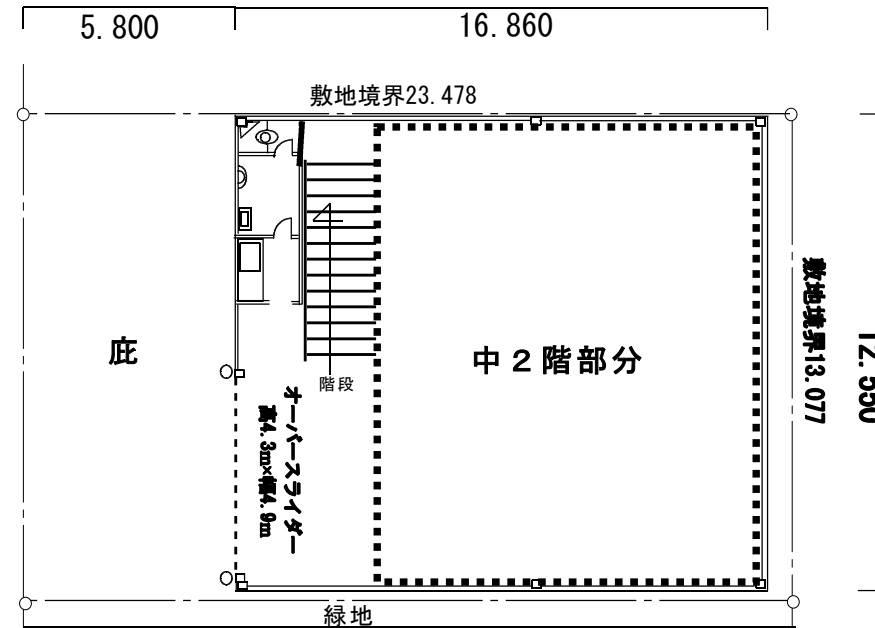 5.800
16.860
敷地境界23.478
庇
中２階部分
階段
オーバースライダー
高4.3m×幅4.9m
敷地境界13.077
12.550
緑地